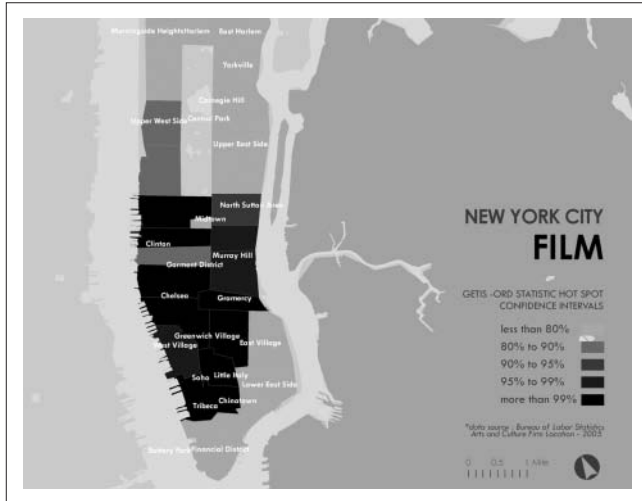 Morningside Heights Harlem East Harlem
Yorkville
Carnegie Hill
Upper West Side Central Park
Upper East Side
North Sutton Area
Midtown
Clinton
Murray Hill
Garment District
Chelsea
Gramercy
Greenwich Village
West Village East Village
Soho Little Italy
Lower East Side
Tribeca Chinatown
Battery Park Financial District
NEW YORK CITY
FILM
GETIS -ORD STATISTIC HOT SPOT
CONFIDENCE INTERVALS
less than 80%
80% to 90%
90% to 95%
95% to 99%
more than 99%
*data source : Bureau of Labor Statistics
Arts and Culture Firm Location - 2005
0 0.5 1 Miles